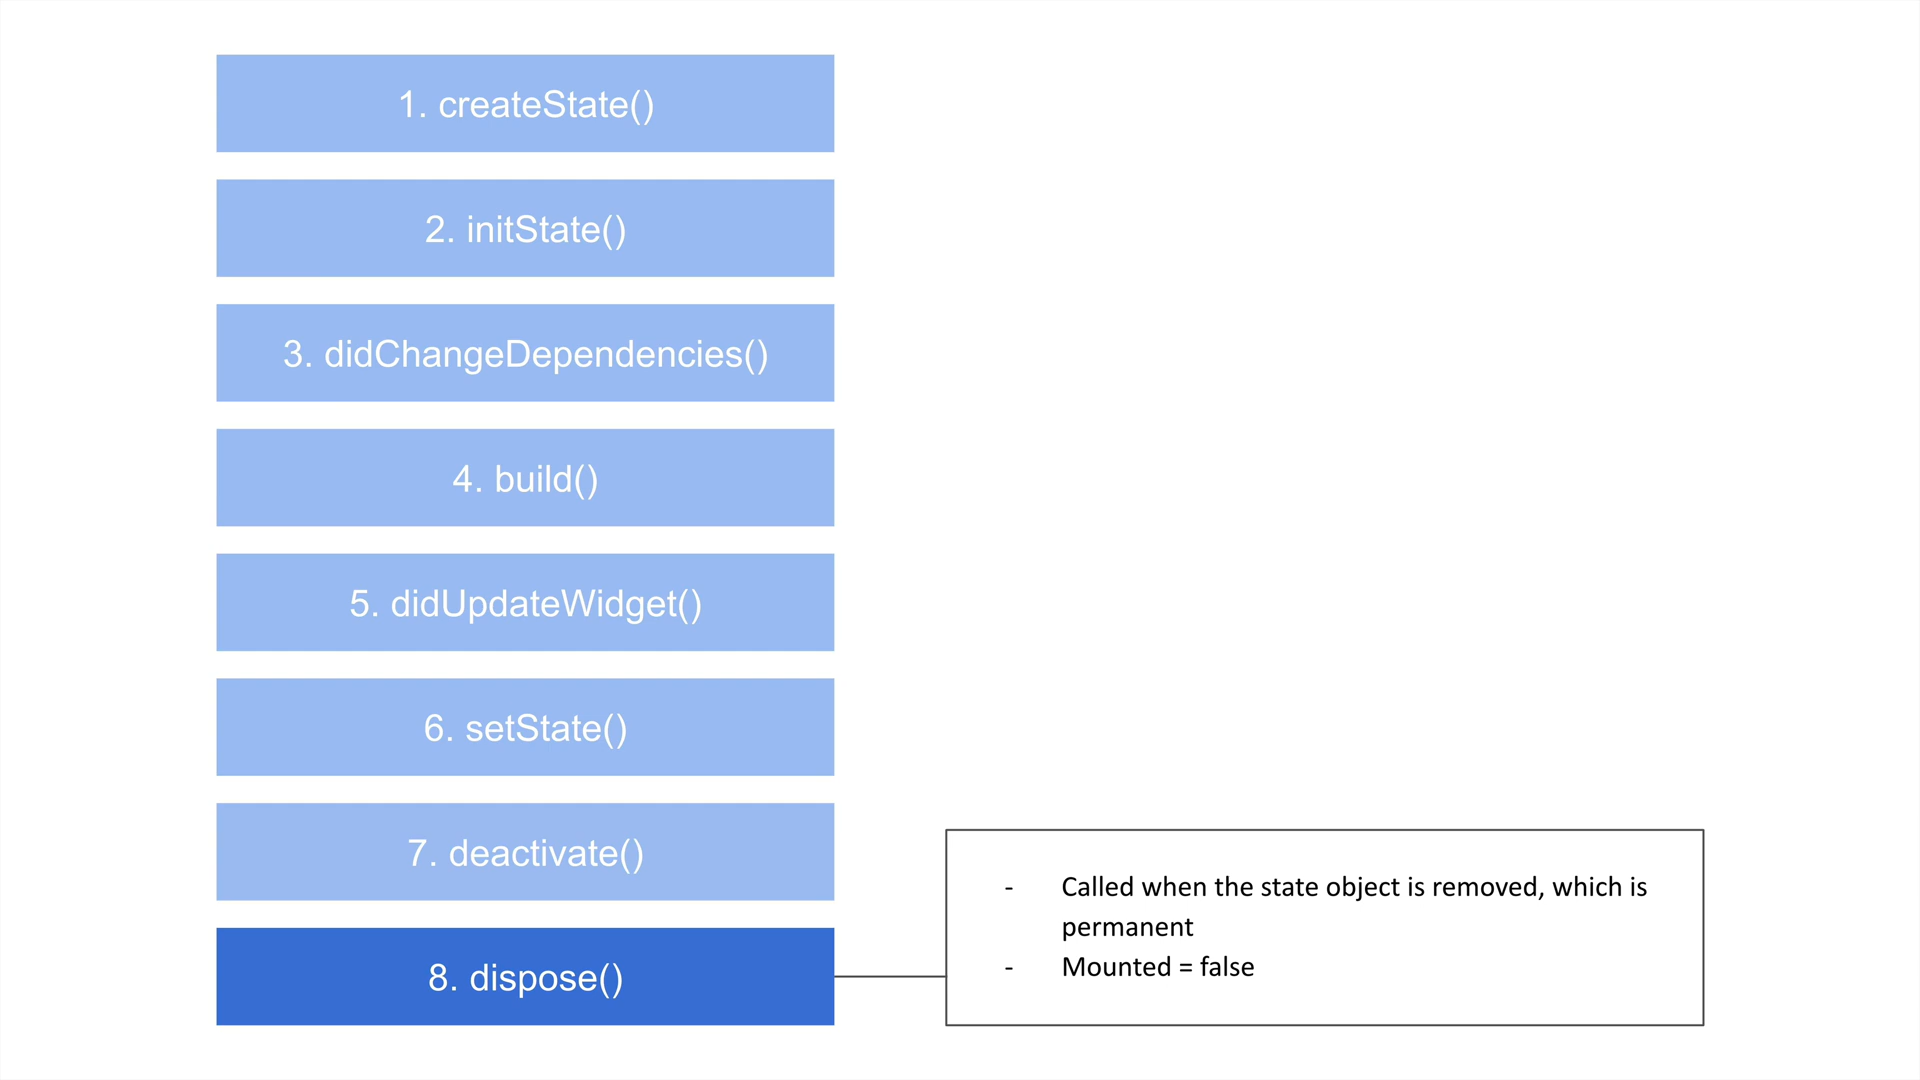 1. createState()
2. initState()
3. didChangeDependencies()
4. build()
5. didUpdateWidget()
6. setState()
7. deactivate()
8. dispose()
- Called when the state object is removed, which is
permanent
- Mounted = false